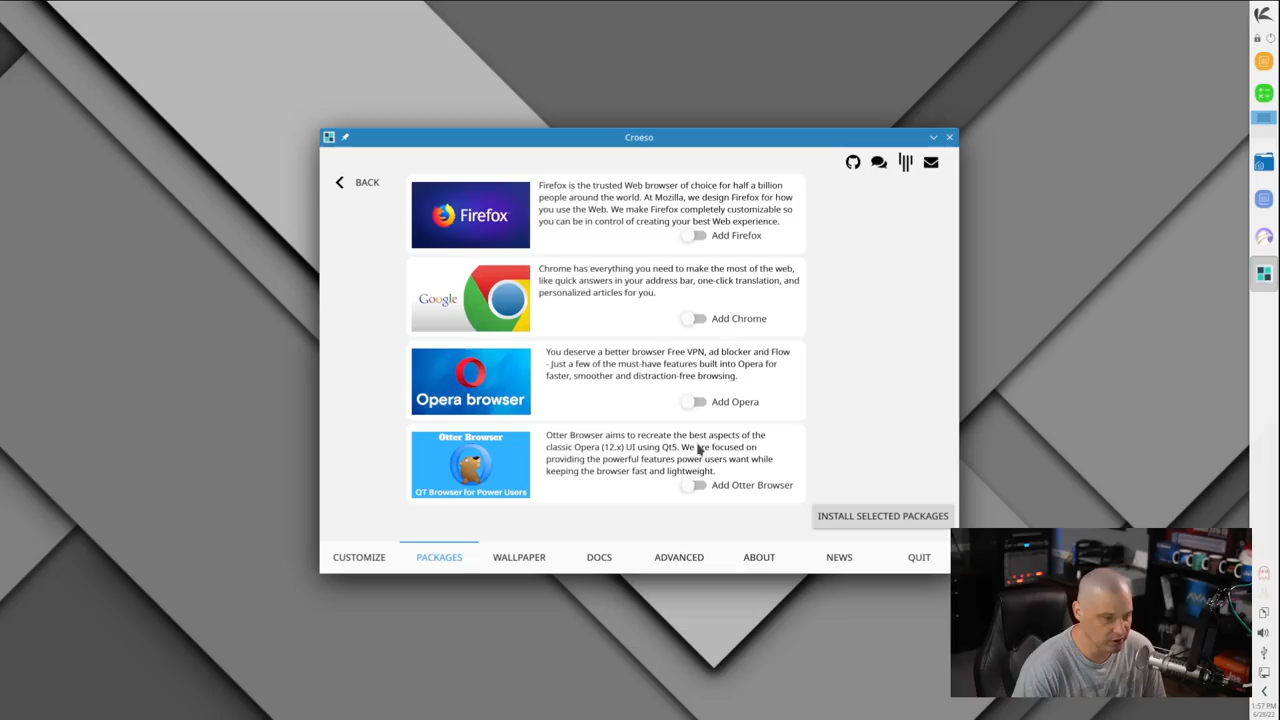 Croeso
BACK
Firefox
Firefox is the trusted Web browser of choice for half a billion
people around the world. At Mozilla, we design Firefox for how
you use the Web. We make Firefox completely customizable so
you can be in control of creating your best Web experience.
Add Firefox
Google
Chrome has everything you need to make the most of the web,
like quick answers in your address bar, one-click translation, and
personalized articles for you.
Add Chrome
Opera browser
You deserve a better browser Free VPN, ad blocker and Flow
- Just a few of the must-have features built into Opera for
faster, smoother and distraction-free browsing.
Add Opera
Otter Browser
QT Browser for Power Users
Otter Browser aims to recreate the best aspects of the
classic Opera (12.x) UI using Qt5. We are focused on
providing the powerful features power users want while
keeping the browser fast and lightweight.
Add Otter Browser
INSTALL SELECTED PACKAGES
CUSTOMIZE
PACKAGES
WALLPAPER
DOCS
ADVANCED
ABOUT
NEWS
QUIT
1:57 PM
6/28/22